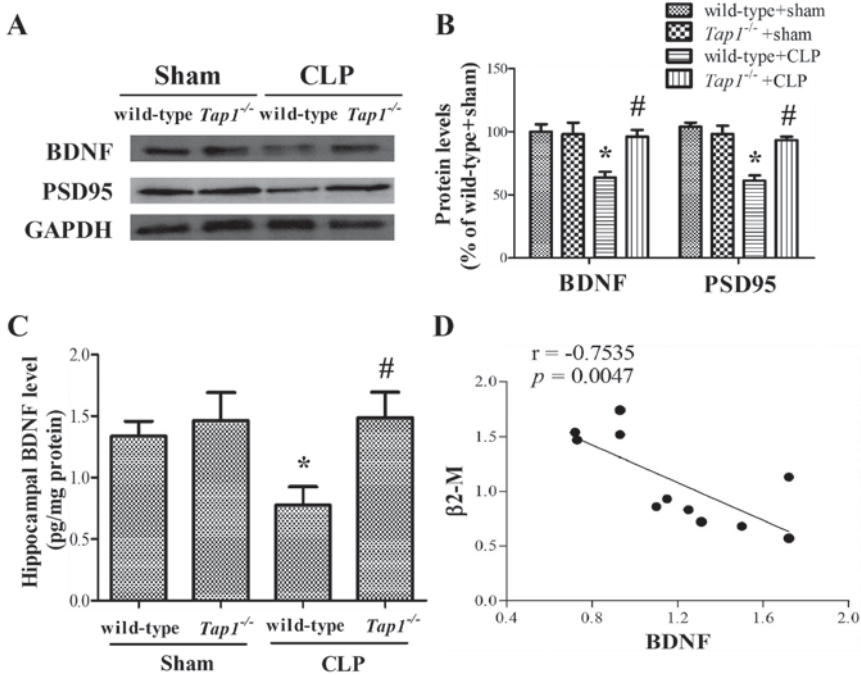 A
Sham CLP
wild-type Tap1-/- wild-type Tap1-/-
BDNF
PSD95
GAPDH
B
wild-type+sham
Tap1-/-+sham
wild-type+CLP
Tap1-/-+CLP
Protein levels
(% of wild-type+sham)
150
100
50
0
* # * #
BDNF PSD95
C
Hippocampal BDNF level
(pg/mg protein)
2.0
1.5
1.0
0.5
0.0
* #
wild-type Tap1-/- wild-type Tap1-/-
Sham CLP
D
r = -0.7535
p = 0.0047
β2-M
2.0
1.5
1.0
0.5
0.0
0.4 0.8 1.2 1.6 2.0
BDNF